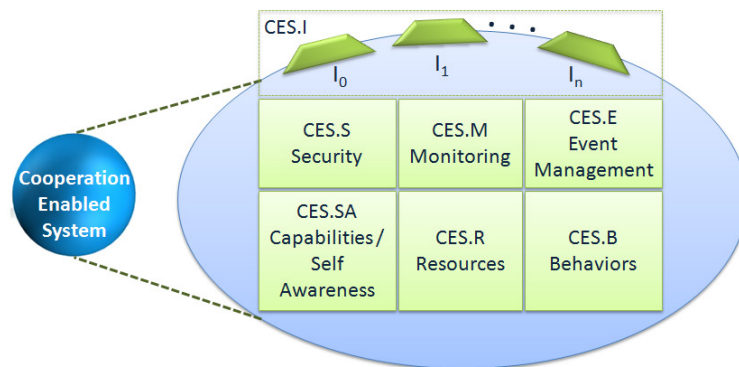 CES.I
. . .
I0
I1
In
CES.S
Security
CES.M
Monitoring
CES.E
Event
Management
Cooperation
Enabled
System
CES.SA
Capabilities/
Self
Awareness
CES.R
Resources
CES.B
Behaviors